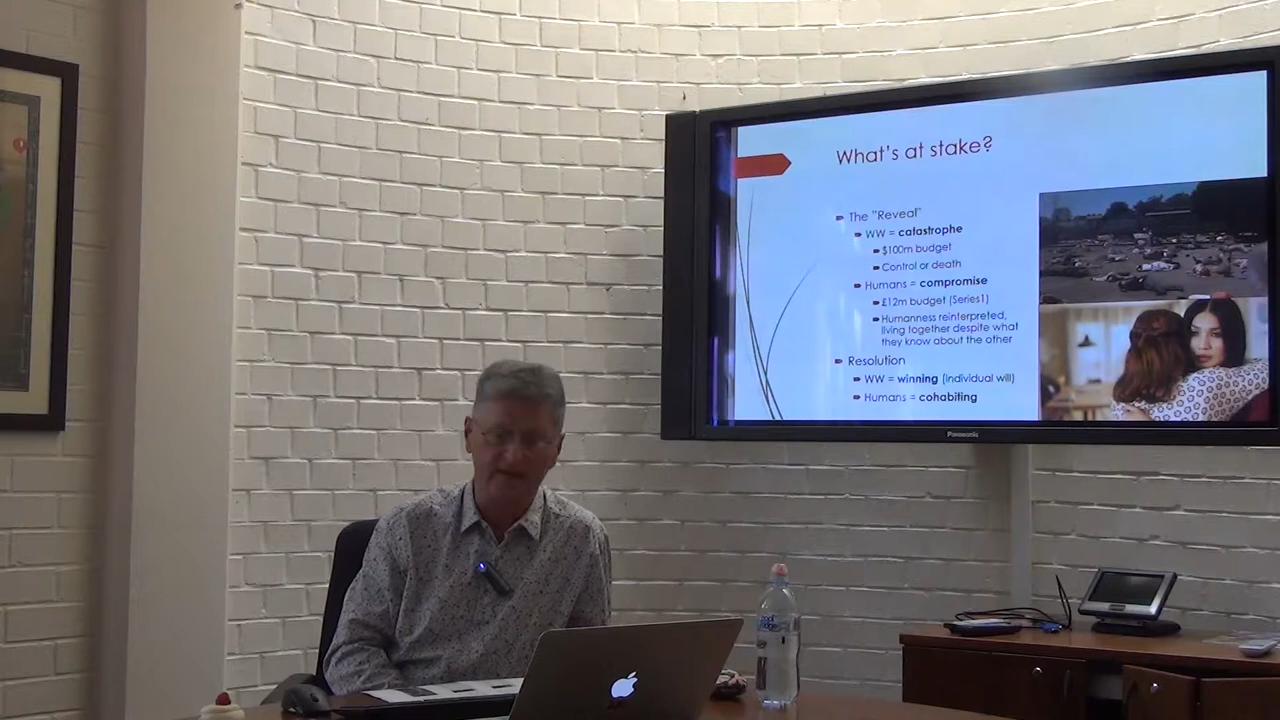 What's at stake?
The "Reveal"
WW = catastrophe
$100m budget
Control or death
Humans = compromise
£12m budget (Series1)
Humanness reinterpreted,
living together despite what
they know about the other
Resolution
WW = winning (individual will)
Humans = cohabiting
Panasonic